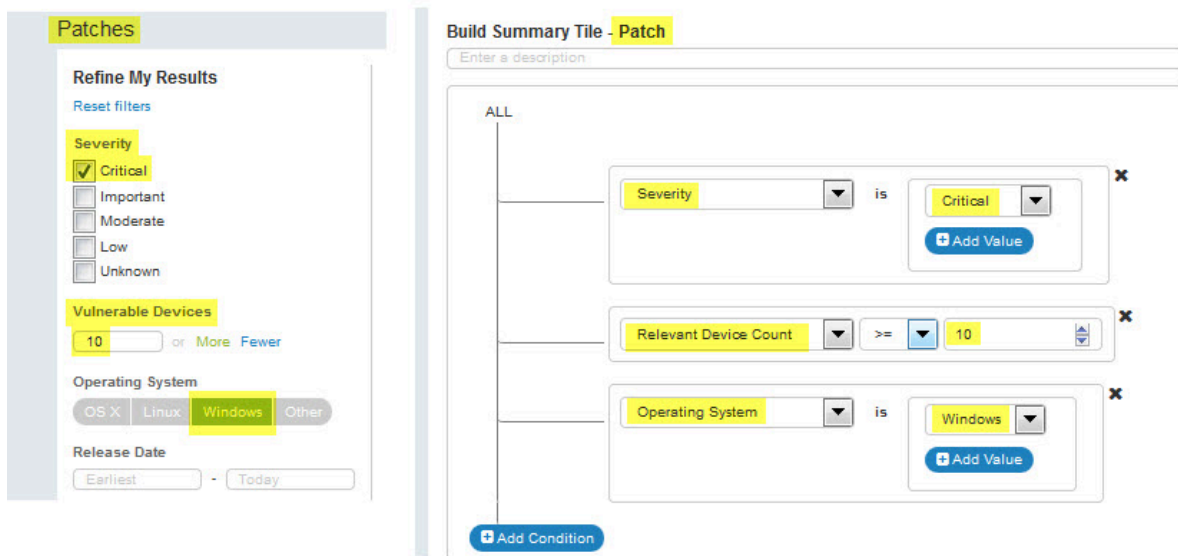 Patches
Refine My Results
Reset filters
Severity
Critical
Important
Moderate
Low
Unknown
Vulnerable Devices
10 or More Fewer
Operating System
OS X Linux Windows Other
Release Date
Earliest - Today
Build Summary Tile - Patch
Enter a description
ALL
Severity is Critical
Add Value
Relevant Device Count >= 10
Operating System is Windows
Add Value
Add Condition